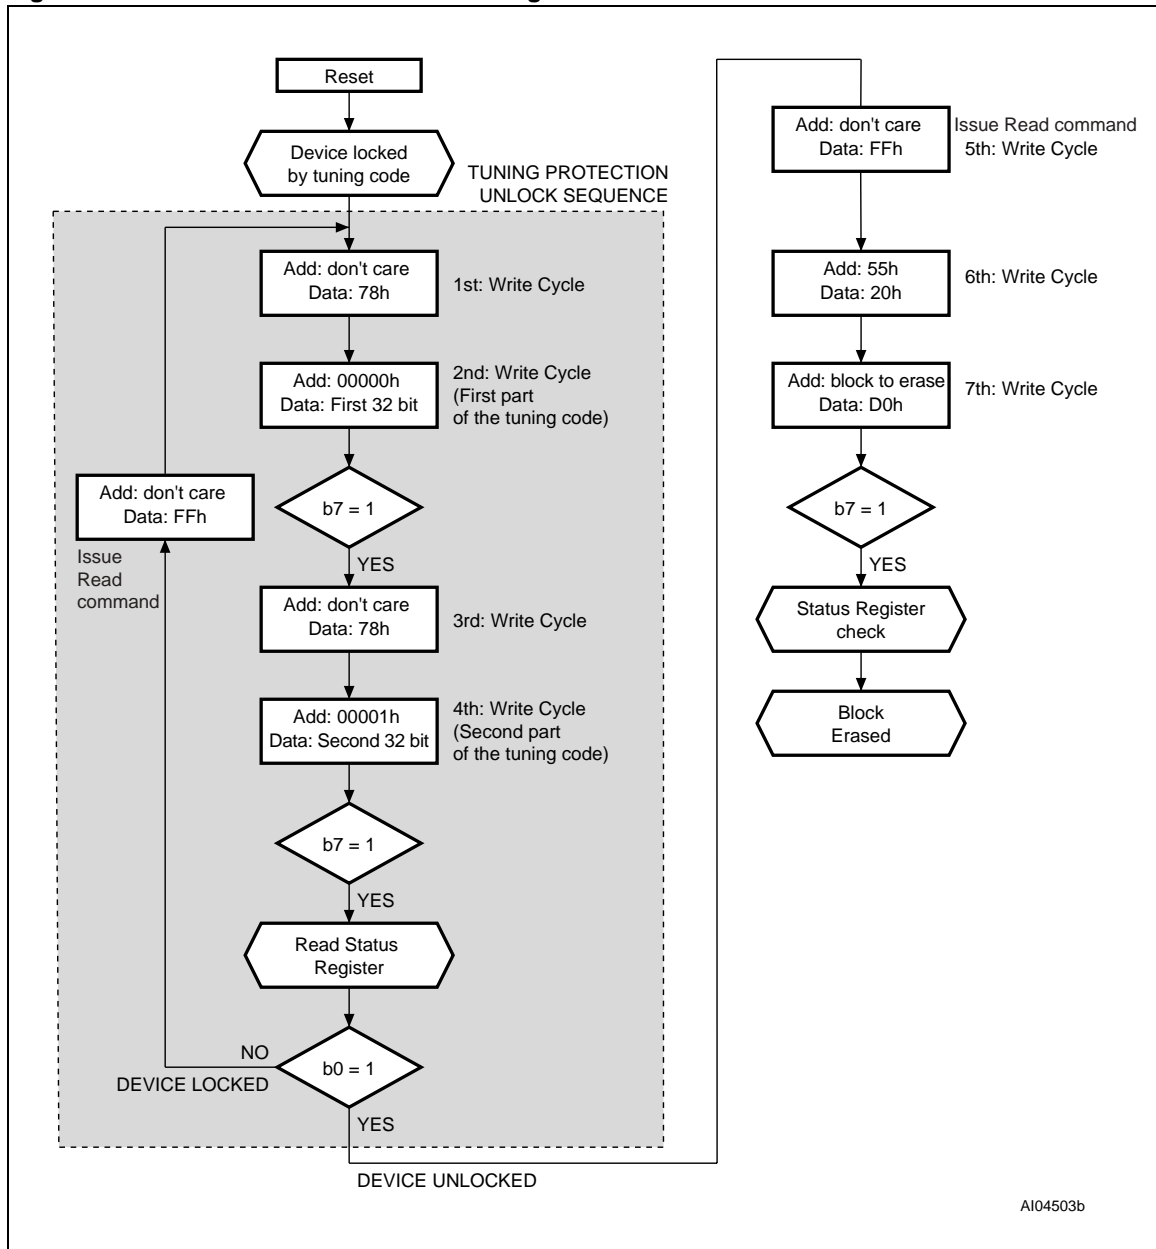 Reset
Device locked
by tuning code
TUNING PROTECTION
UNLOCK SEQUENCE
Add: don't care
Data: 78h
1st: Write Cycle
Add: 00000h
Data: First 32 bit
2nd: Write Cycle
(First part
of the tuning code)
b7 = 1
YES
Add: don't care
Data: FFh
Issue
Read
command
Add: don't care
Data: 78h
3rd: Write Cycle
Add: 00001h
Data: Second 32 bit
4th: Write Cycle
(Second part
of the tuning code)
b7 = 1
YES
Read Status
Register
b0 = 1
NO
DEVICE LOCKED
YES
DEVICE UNLOCKED
Add: don't care
Data: FFh
Issue Read command
5th: Write Cycle
Add: 55h
Data: 20h
6th: Write Cycle
Add: block to erase
Data: D0h
7th: Write Cycle
b7 = 1
YES
Status Register
check
Block
Erased
AI04503b